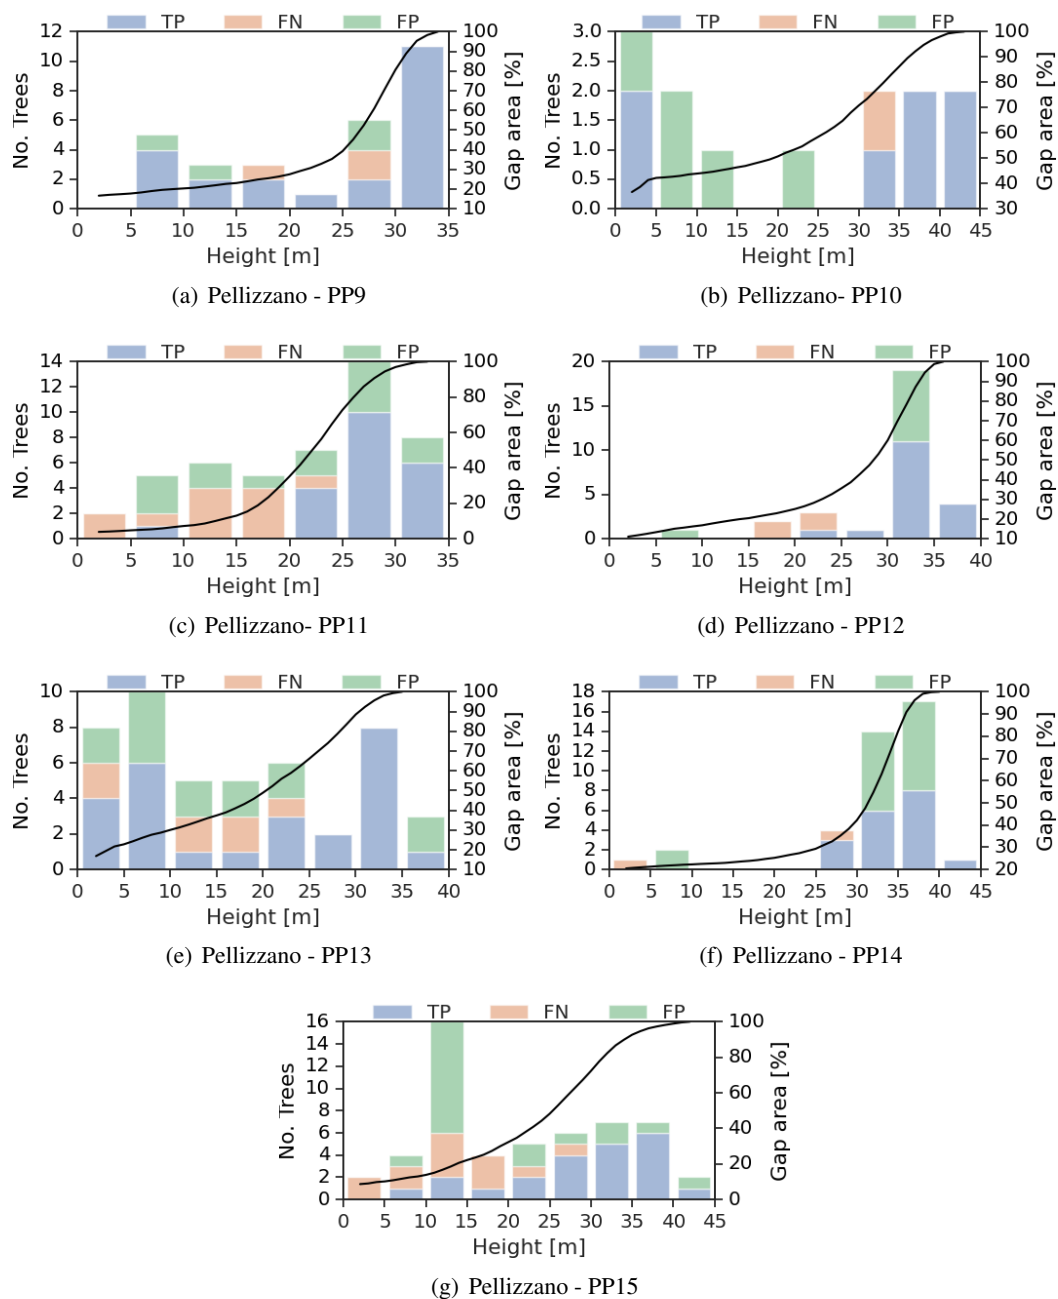 TP FN FP
12
10
8
6
4
2
0
No. Trees
100
90
80
70
60
50
40
30
20
10
Gap area [%]
0 5 10 15 20 25 30 35
Height [m]
(a) Pellizzano - PP9
TP FN FP
3.0
2.5
2.0
1.5
1.0
0.5
0.0
No. Trees
100
90
80
70
60
50
40
30
Gap area [%]
0 5 10 15 20 25 30 35 40 45
Height [m]
(b) Pellizzano- PP10
TP FN FP
14
12
10
8
6
4
2
0
No. Trees
100
80
60
40
20
0
Gap area [%]
0 5 10 15 20 25 30 35
Height [m]
(c) Pellizzano- PP11
TP FN FP
20
15
10
5
0
No. Trees
100
90
80
70
60
50
40
30
20
10
Gap area [%]
0 5 10 15 20 25 30 35 40
Height [m]
(d) Pellizzano - PP12
TP FN FP
10
8
6
4
2
0
No. Trees
100
90
80
70
60
50
40
30
20
10
Gap area [%]
0 5 10 15 20 25 30 35 40
Height [m]
(e) Pellizzano - PP13
TP FN FP
18
16
14
12
10
8
6
4
2
0
No. Trees
100
90
80
70
60
50
40
30
20
Gap area [%]
0 5 10 15 20 25 30 35 40 45
Height [m]
(f) Pellizzano - PP14
TP FN FP
16
14
12
10
8
6
4
2
0
No. Trees
100
80
60
40
20
0
Gap area [%]
0 5 10 15 20 25 30 35 40 45
Height [m]
(g) Pellizzano - PP15